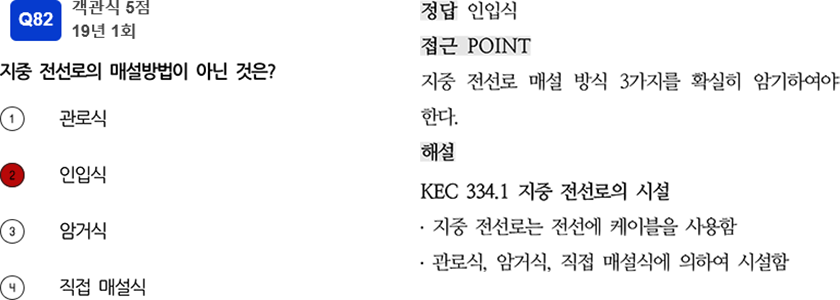 Q82
객관식 5점
19년 1회
지중 전선로의 매설방법이 아닌 것은?
1 관로식
2 인입식
3 암거식
4 직접 매설식
정답 인입식
접근 POINT
지중 전선로 매설 방식 3가지를 확실히 암기하여야
한다.
해설
KEC 334.1 지중 전선로의 시설
· 지중 전선로는 전선에 케이블을 사용함
· 관로식, 암거식, 직접 매설식에 의하여 시설함